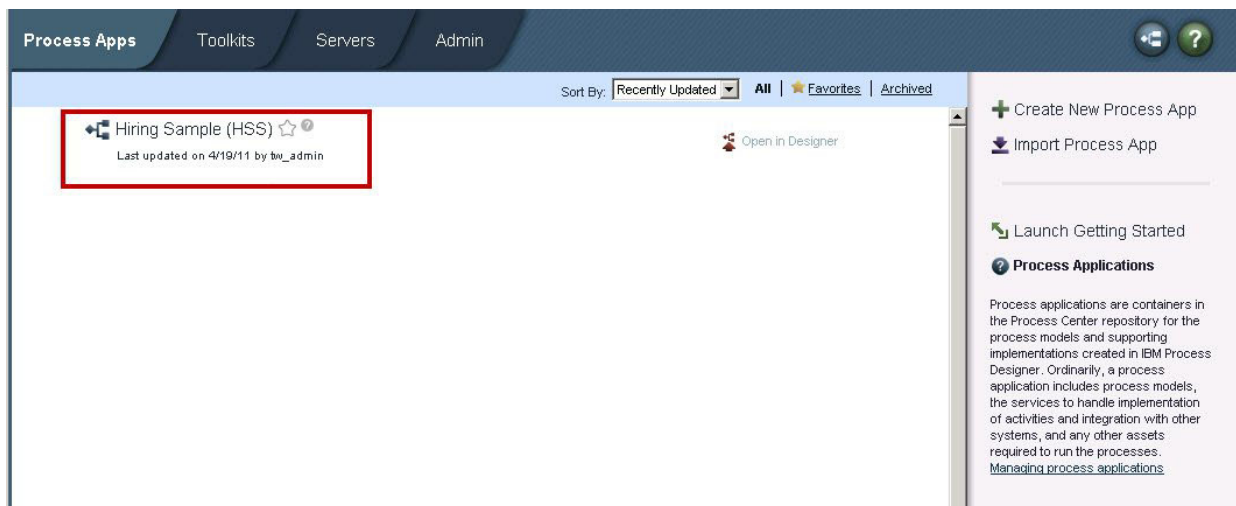 Process Apps Toolkits Servers Admin
Sort By: Recently Updated All | Favorites | Archived
Hiring Sample (HSS)
Last updated on 4/19/11 by tw_admin
Open in Designer
Create New Process App
Import Process App
Launch Getting Started
Process Applications
Process applications are containers in
the Process Center repository for the
process models and supporting
implementations created in IBM Process
Designer. Ordinarily, a process
application includes process models,
the services to handle implementation
of activities and integration with other
systems, and any other assets
required to run the processes.
Managing process applications